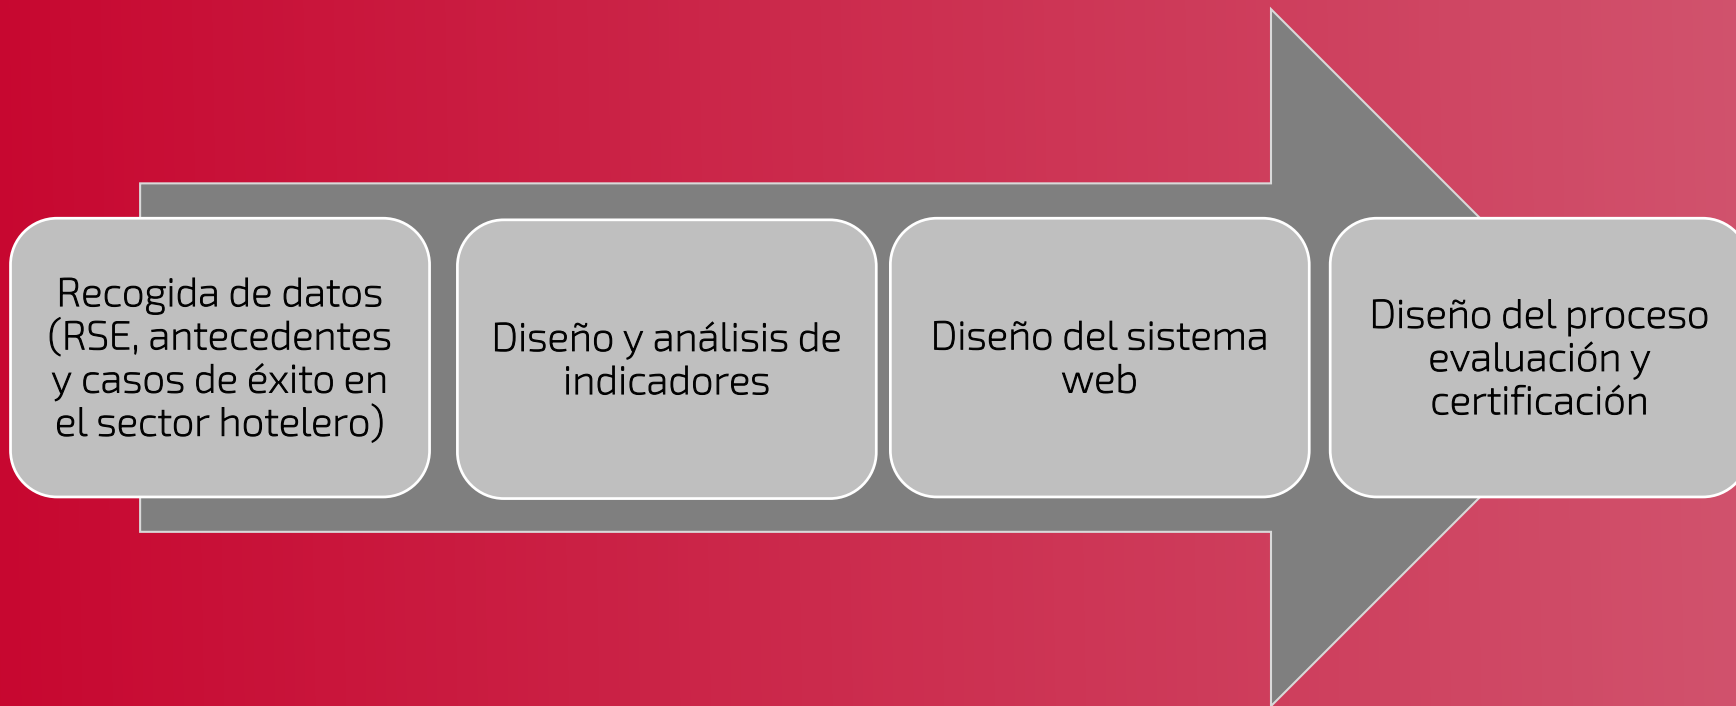 Recogida de datos
(RSE, antecedentes
y casos de éxito en
el sector hotelero)
Diseño y análisis de
indicadores
Diseño del sistema
web
Diseño del proceso
evaluación y
certificación